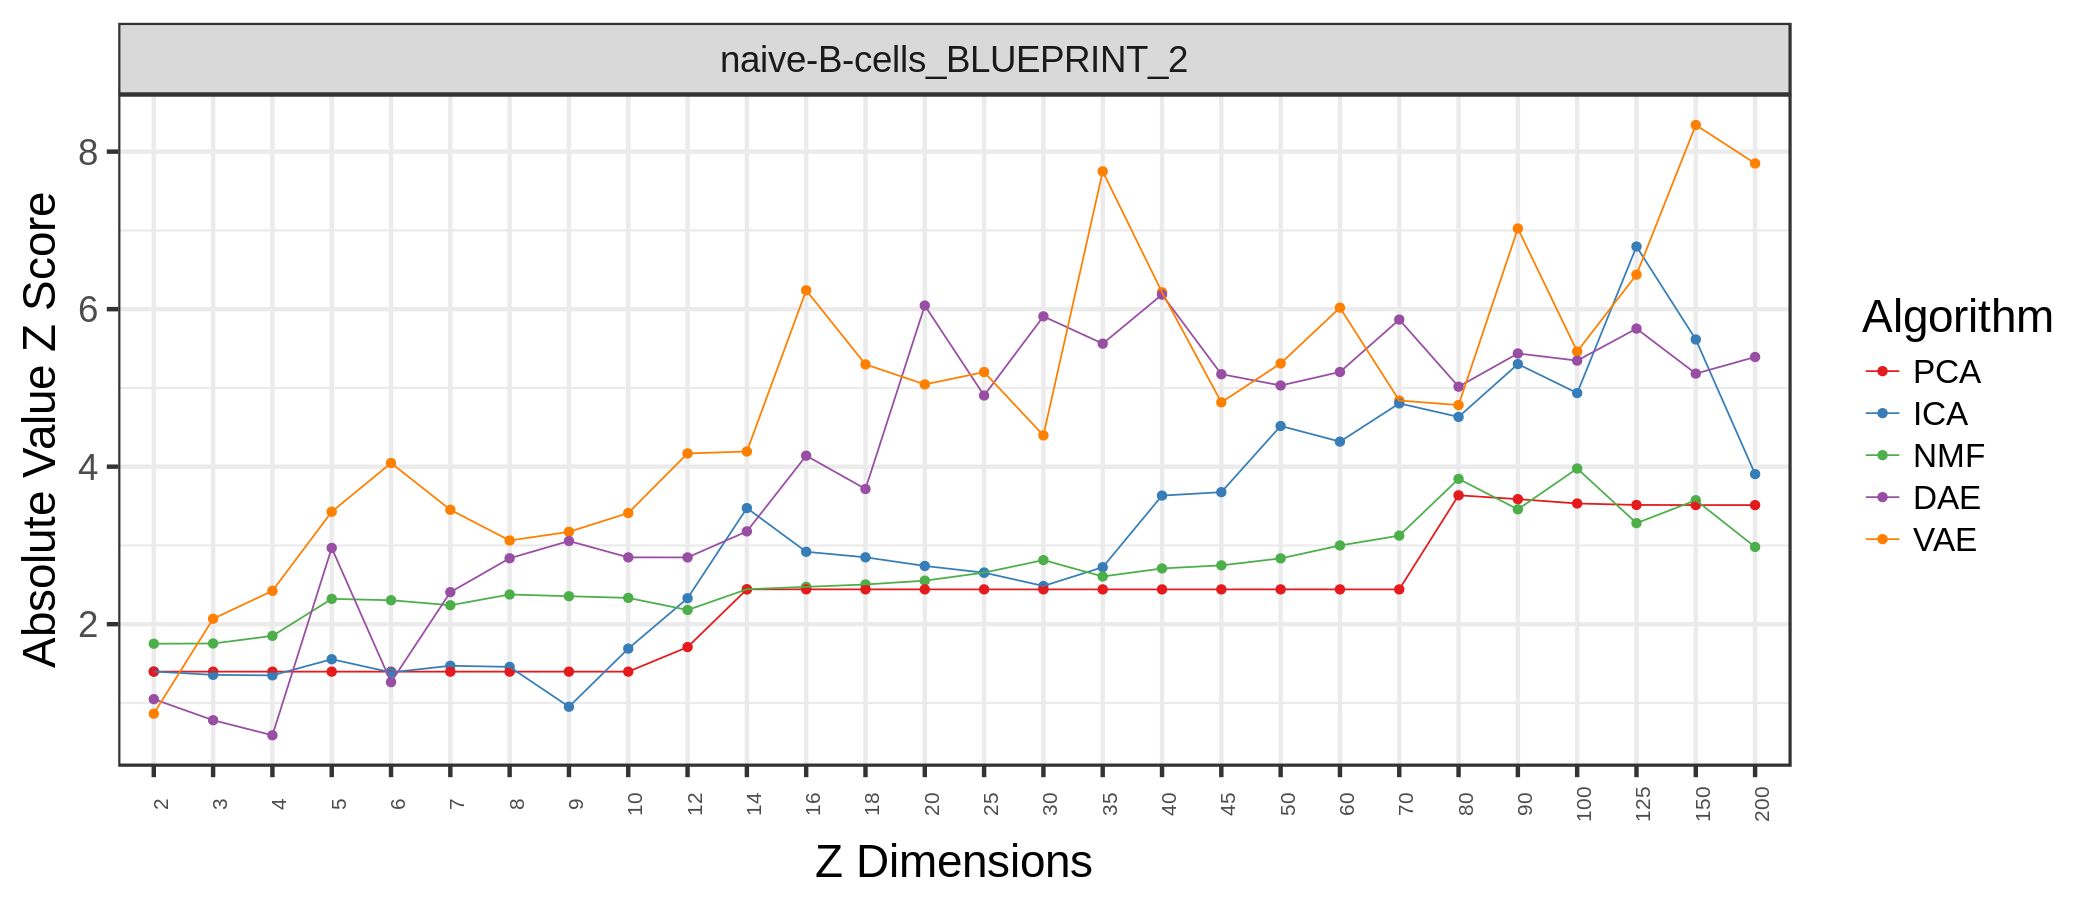 naive-B-cells_BLUEPRINT_2
Absolute Value Z Score
8
6
4
2
2 3 4 5 6 7 8 9 10 12 14 16 18 20 25 30 35 40 45 50 60 70 80 90 100 125 150 200
Z Dimensions
Algorithm
PCA
ICA
NMF
DAE
VAE